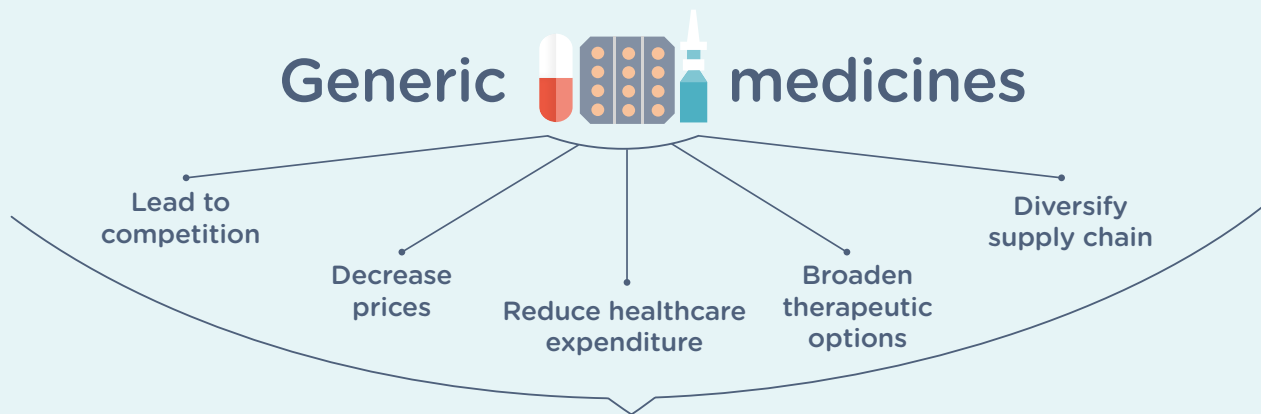 Generic medicines
Lead to
competition
Decrease
prices
Reduce healthcare
expenditure
Broaden
therapeutic
options
Diversify
supply chain